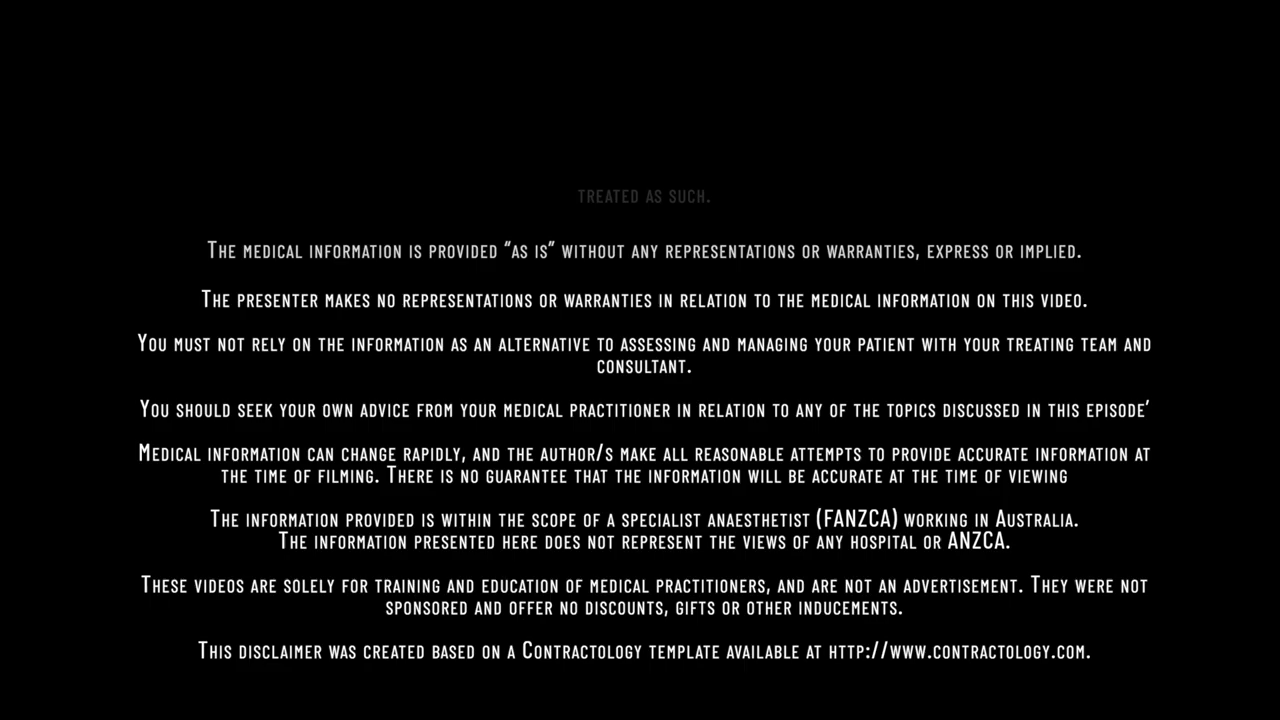 TREATED AS SUCH.
THE MEDICAL INFORMATION IS PROVIDED “AS IS” WITHOUT ANY REPRESENTATIONS OR WARRANTIES, EXPRESS OR IMPLIED.
THE PRESENTER MAKES NO REPRESENTATIONS OR WARRANTIES IN RELATION TO THE MEDICAL INFORMATION ON THIS VIDEO.
YOU MUST NOT RELY ON THE INFORMATION AS AN ALTERNATIVE TO ASSESSING AND MANAGING YOUR PATIENT WITH YOUR TREATING TEAM AND
CONSULTANT.
YOU SHOULD SEEK YOUR OWN ADVICE FROM YOUR MEDICAL PRACTITIONER IN RELATION TO ANY OF THE TOPICS DISCUSSED IN THIS EPISODE’
MEDICAL INFORMATION CAN CHANGE RAPIDLY, AND THE AUTHOR/S MAKE ALL REASONABLE ATTEMPTS TO PROVIDE ACCURATE INFORMATION AT
THE TIME OF FILMING. THERE IS NO GUARANTEE THAT THE INFORMATION WILL BE ACCURATE AT THE TIME OF VIEWING
THE INFORMATION PROVIDED IS WITHIN THE SCOPE OF A SPECIALIST ANAESTHETIST (FANZCA) WORKING IN AUSTRALIA.
THE INFORMATION PRESENTED HERE DOES NOT REPRESENT THE VIEWS OF ANY HOSPITAL OR ANZCA.
THESE VIDEOS ARE SOLELY FOR TRAINING AND EDUCATION OF MEDICAL PRACTITIONERS, AND ARE NOT AN ADVERTISEMENT. THEY WERE NOT
SPONSORED AND OFFER NO DISCOUNTS, GIFTS OR OTHER INDUCEMENTS.
THIS DISCLAIMER WAS CREATED BASED ON A CONTRACTOLOGY TEMPLATE AVAILABLE AT HTTP://WWW.CONTRACTOLOGY.COM.